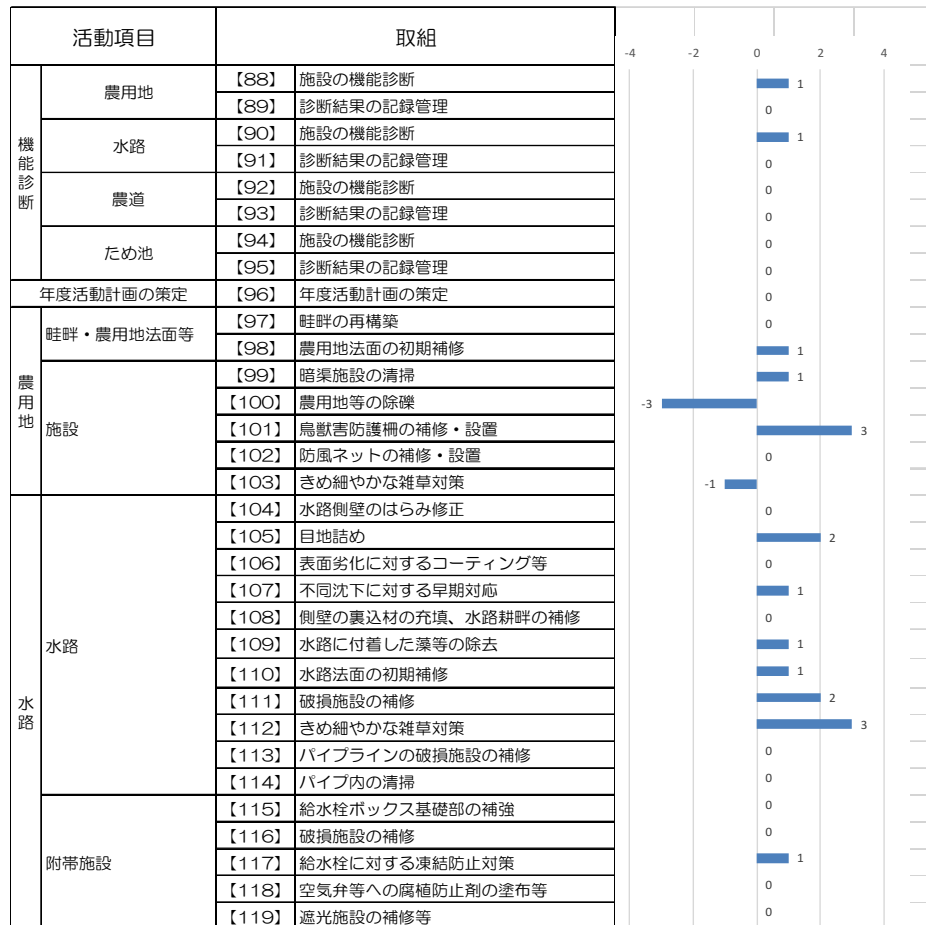 活動項目 取組
-4 -2 0 2 4
機能診断
農用地
【88】 施設の機能診断 1
【89】 診断結果の記録管理 0
水路
【90】 施設の機能診断 1
【91】 診断結果の記録管理 0
農道
【92】 施設の機能診断 0
【93】 診断結果の記録管理 0
ため池
【94】 施設の機能診断 0
【95】 診断結果の記録管理 0
年度活動計画の策定 【96】 年度活動計画の策定 0
農用地
畦畔・農用地法面等
【97】 畦畔の再構築 0
【98】 農用地法面の初期補修 1
施設
【99】 暗渠施設の清掃 1
【100】 農用地等の除礫 -3
【101】 鳥獣害防護柵の補修・設置 3
【102】 防風ネットの補修・設置 0
【103】 きめ細やかな雑草対策 -1
水路
水路
【104】 水路側壁のはらみ修正 0
【105】 目地詰め 2
【106】 表面劣化に対するコーティング等 0
【107】 不同沈下に対する早期対応 1
【108】 側壁の裏込材の充填、水路耕畔の補修 0
【109】 水路に付着した藻等の除去 1
【110】 水路法面の初期補修 1
【111】 破損施設の補修 2
【112】 きめ細やかな雑草対策 3
【113】 パイプラインの破損施設の補修 0
【114】 パイプ内の清掃 0
附帯施設
【115】 給水栓ボックス基礎部の補強 0
【116】 破損施設の補修 0
【117】 給水栓に対する凍結防止対策 1
【118】 空気弁等への腐植防止剤の塗布等 0
【119】 遮光施設の補修等 0